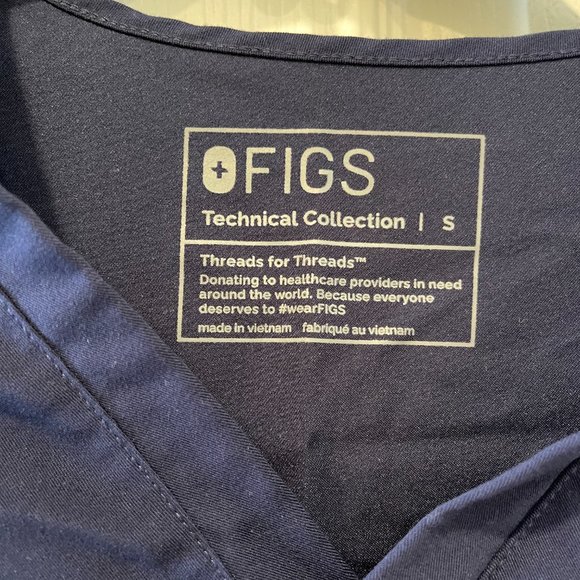 FIGS
Technical Collection | S
Threads for Threads™
Donating to healthcare providers in need
around the world. Because everyone
deserves to #wearFIGS
made in vietnam fabriqué au vietnam